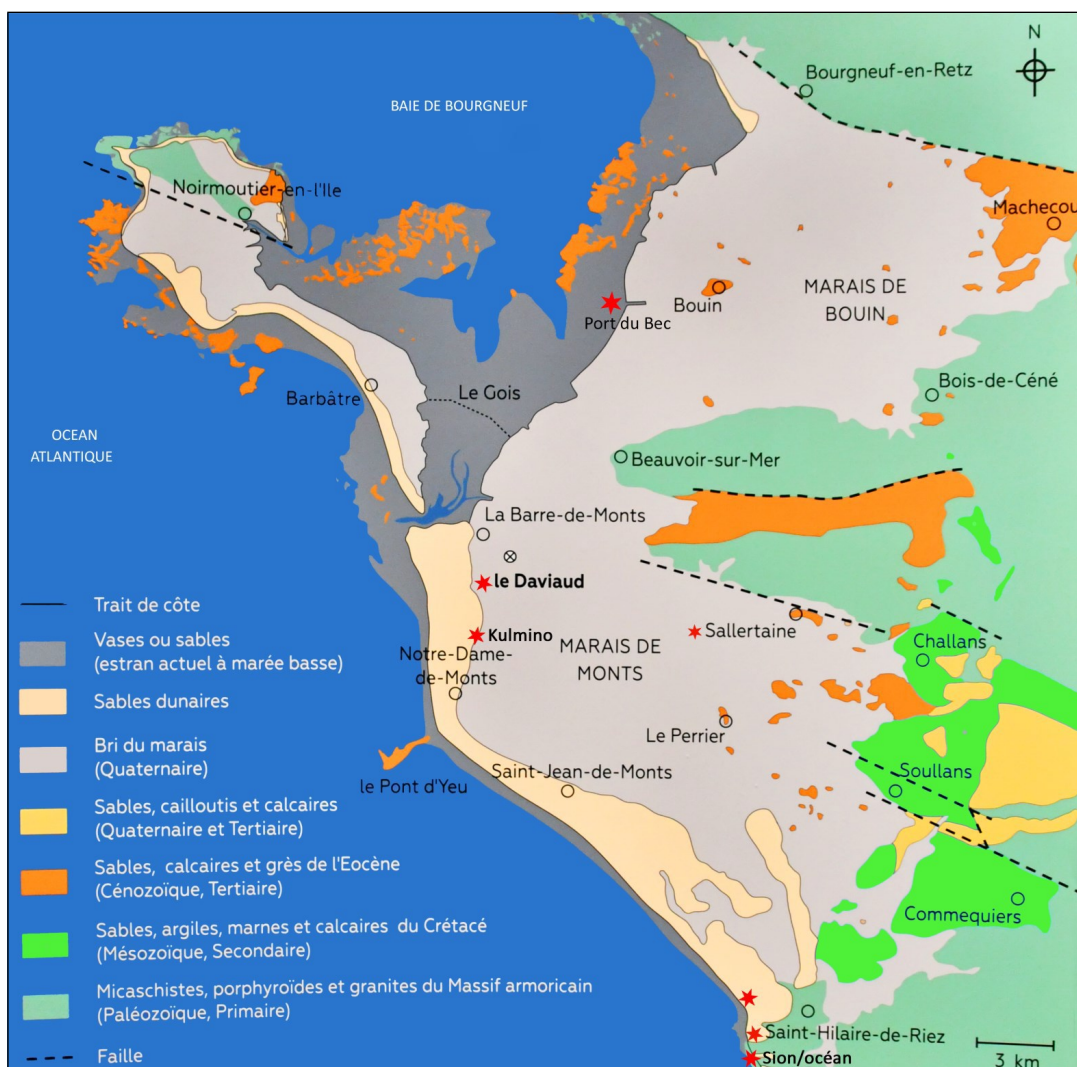 N
Bourgneuf-en-Retz
BAIE DE BOURGNEUF
Noirmoutier-en-l'Ile
Machecou
Bouin
MARAIS DE
BOUIN
Port du Bec
Bois-de-Céné
Le Gois
Barbâtre
OCEAN
ATLANTIQUE
Beauvoir-sur-Mer
La Barre-de-Monts
le Daviaud
Kulmino
Sallertaine
Challans
MARAIS DE
MONTS
Notre-Dame-
de-Monts
Le Perrier
Saint-Jean-de-Monts
Soullans
le Pont d'Yeu
Commequiers
Saint-Hilaire-de-Riez
Sion/océan
3 km
Trait de côte
Vases ou sables
(estran actuel à marée basse)
Sables dunaires
Bri du marais
(Quaternaire)
Sables, cailloutis et calcaires
(Quaternaire et Tertiaire)
Sables, calcaires et grès de l'Eocène
(Cénozoïque, Tertiaire)
Sables, argiles, marnes et calcaires du Crétacé
(Mésozoïque, Secondaire)
Micaschistes, porphyroïdes et granites du Massif armoricain
(Paléozoïque, Primaire)
Faille